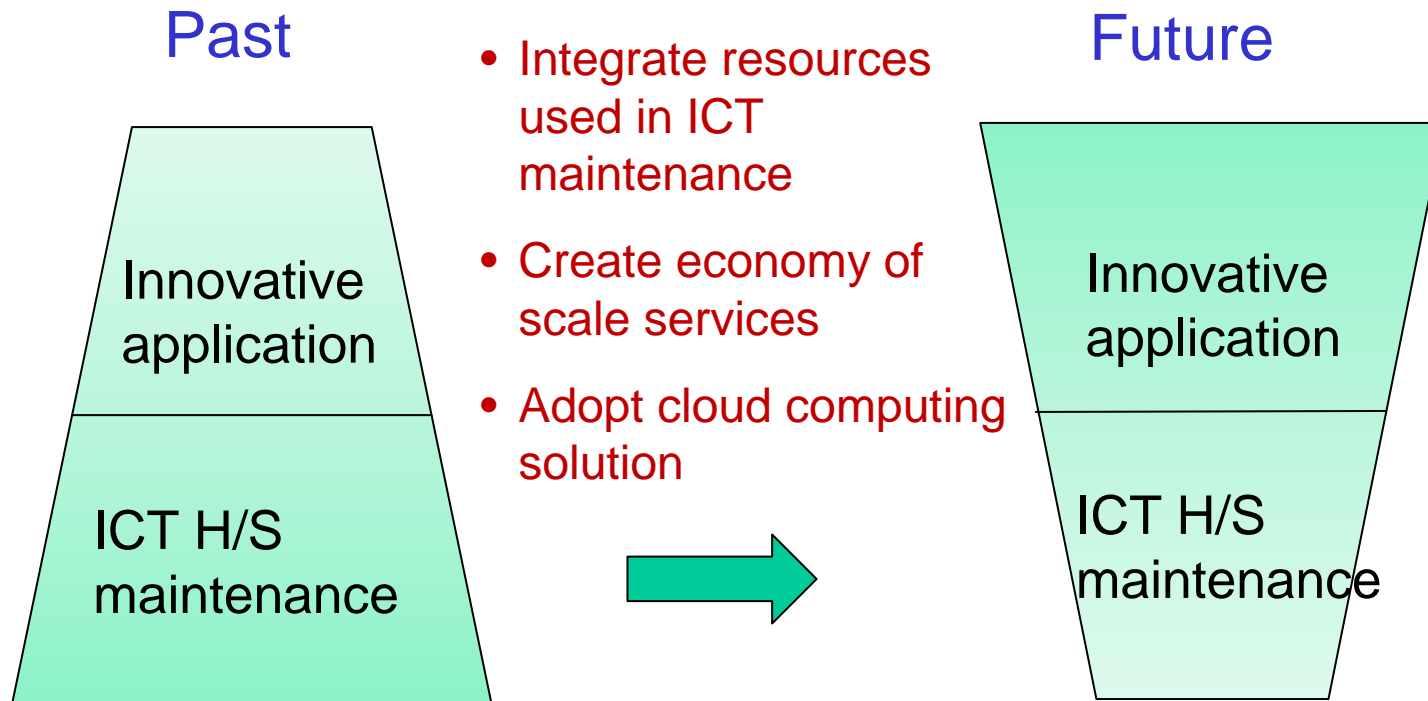 Past
Innovative
application
ICT H/S
maintenance
• Integrate resources
used in ICT
maintenance
• Create economy of
scale services
• Adopt cloud computing
solution
Future
Innovative
application
ICT H/S
maintenance